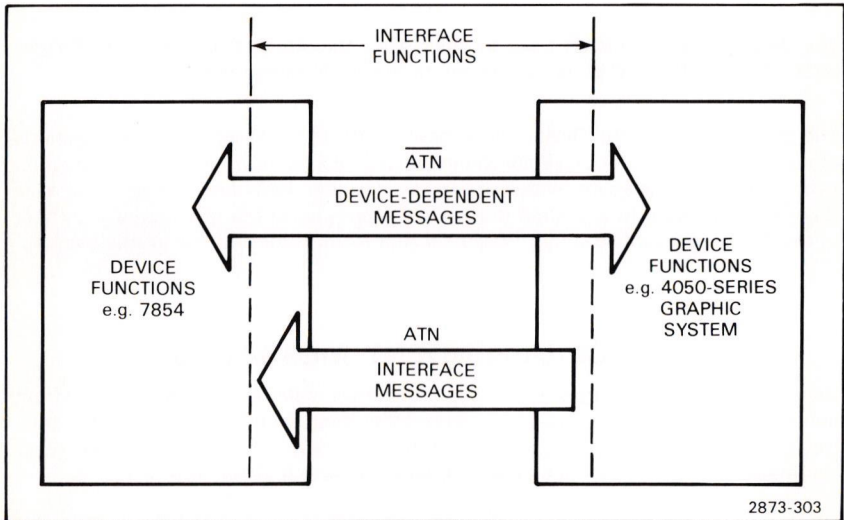 INTERFACE
FUNCTIONS
A̅T̅N̅
DEVICE-DEPENDENT
MESSAGES
DEVICE
FUNCTIONS
e.g. 7854
DEVICE
FUNCTIONS
e.g. 4050-SERIES
GRAPHIC
SYSTEM
ATN
INTERFACE
MESSAGES
2873-303